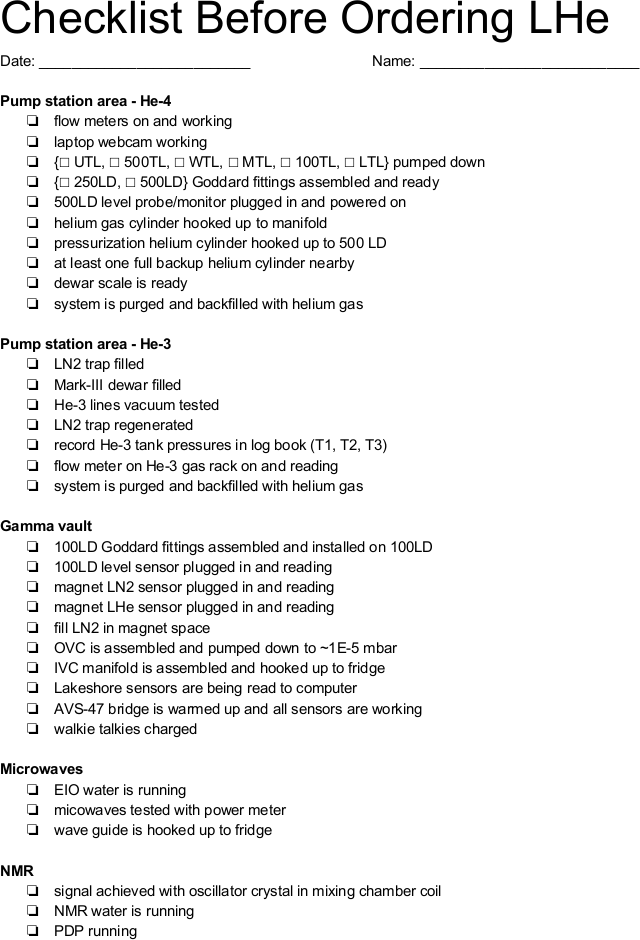 Checklist Before Ordering LHe
Date: __________________________ Name: ___________________________
Pump station area - He-4
❏ flow meters on and working
❏ laptop webcam working
❏ {□ UTL, □ 500TL, □ WTL, □ MTL, □ 100TL, □ LTL} pumped down
❏ {□ 250LD, □ 500LD} Goddard fittings assembled and ready
❏ 500LD level probe/monitor plugged in and powered on
❏ helium gas cylinder hooked up to manifold
❏ pressurization helium cylinder hooked up to 500 LD
❏ at least one full backup helium cylinder nearby
❏ dewar scale is ready
❏ system is purged and backfilled with helium gas
Pump station area - He-3
❏ LN2 trap filled
❏ Mark-III dewar filled
❏ He-3 lines vacuum tested
❏ LN2 trap regenerated
❏ record He-3 tank pressures in log book (T1, T2, T3)
❏ flow meter on He-3 gas rack on and reading
❏ system is purged and backfilled with helium gas
Gamma vault
❏ 100LD Goddard fittings assembled and installed on 100LD
❏ 100LD level sensor plugged in and reading
❏ magnet LN2 sensor plugged in and reading
❏ magnet LHe sensor plugged in and reading
❏ fill LN2 in magnet space
❏ OVC is assembled and pumped down to ~1E-5 mbar
❏ IVC manifold is assembled and hooked up to fridge
❏ Lakeshore sensors are being read to computer
❏ AVS-47 bridge is warmed up and all sensors are working
❏ walkie talkies charged
Microwaves
❏ EIO water is running
❏ micowaves tested with power meter
❏ wave guide is hooked up to fridge
NMR
❏ signal achieved with oscillator crystal in mixing chamber coil
❏ NMR water is running
❏ PDP running